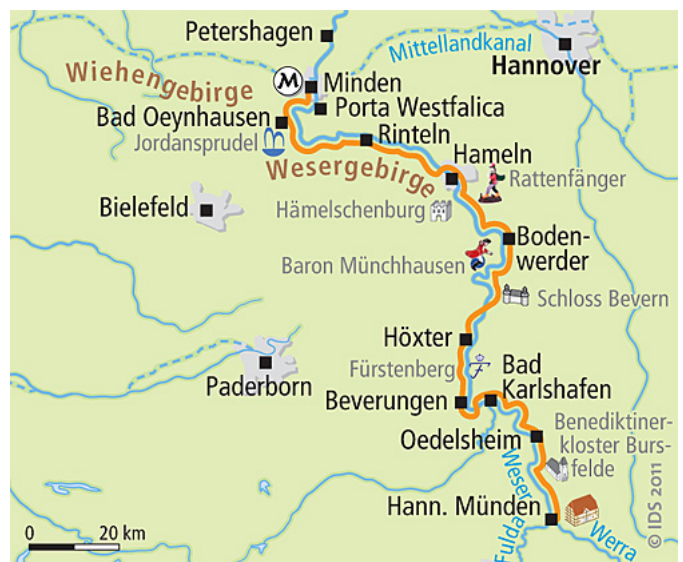 Petershagen
Mittellandkanal
Hannover
Wiehengebirge
M
Minden
Porta Westfalica
Bad Oeynhausen
Jordansprudel
Rinteln
Wesergebirge
Hameln
Rattenfänger
Bielefeld
Hämelschenburg
Boden-
werder
Baron Münchhausen
Schloss Bevern
Höxter
Fürstenberg
F
Bad
Karlshafen
Paderborn
Beverungen
Benediktiner-
kloster Burs-
felde
Oedelsheim
Weser
Hann. Münden
Fulda
Werra
0 20 km
© IDS 2011